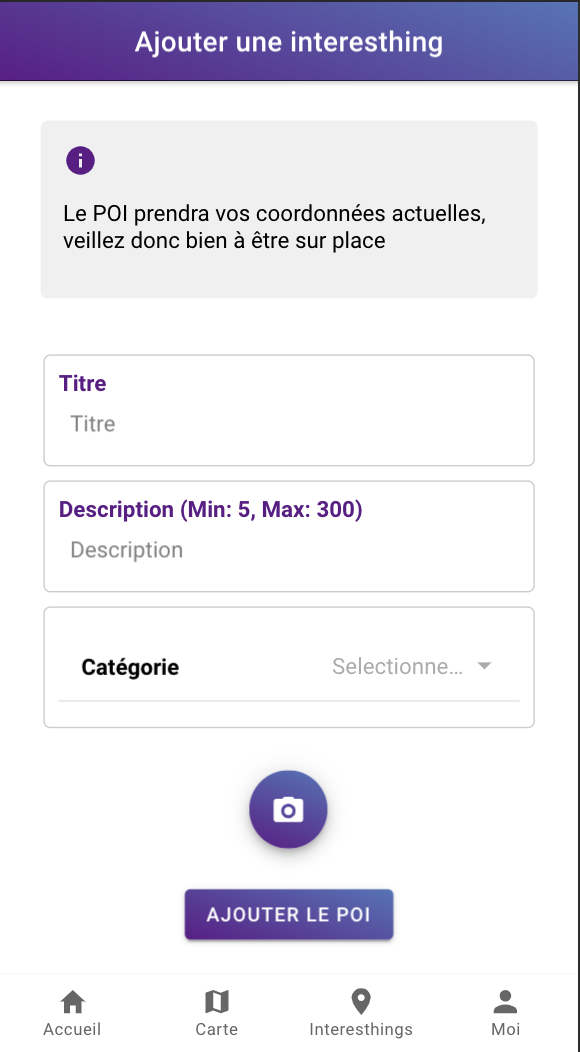 Ajouter une interesthing
Le POI prendra vos coordonnées actuelles,
veillez donc bien à être sur place
Titre
Titre
Description (Min: 5, Max: 300)
Description
Catégorie
Selectionne...
AJOUTER LE POI
Accueil
Carte
Interesthings
Moi